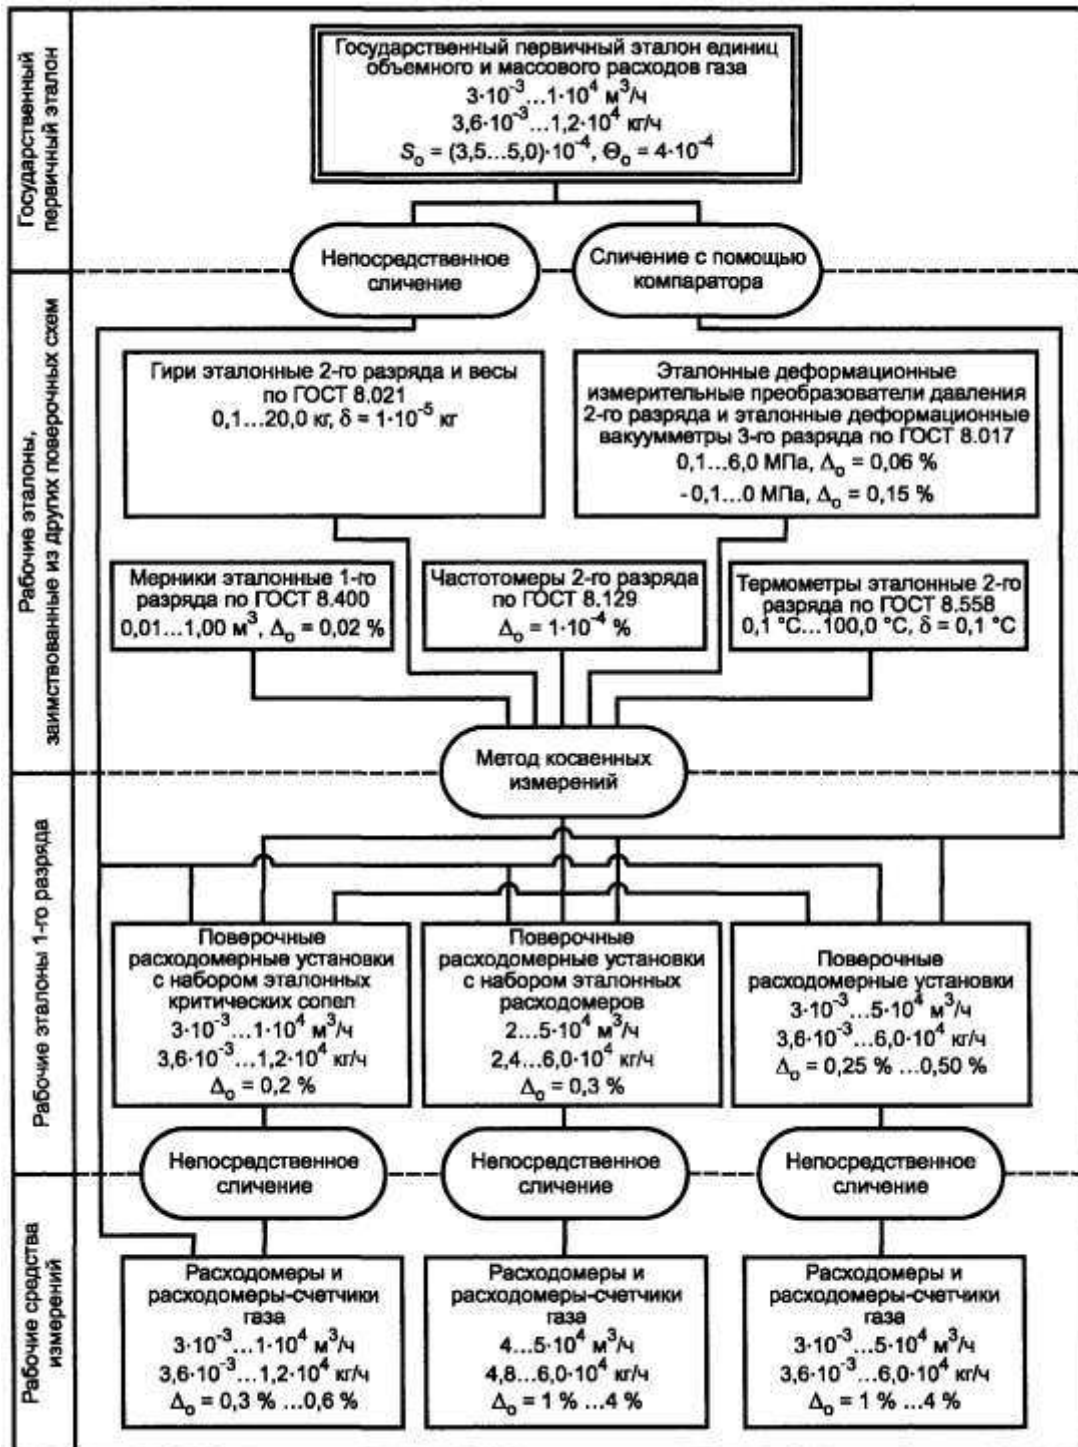 Государственный
первичный эталон
Государственный первичный эталон единиц
объемного и массового расходов газа
3·10⁻³...1·10⁴ м³/ч
3,6·10⁻³...1,2·10⁴ кг/ч
S₀ = (3,5...5,0)·10⁻⁴, Θ₀ = 4·10⁻⁴
Непосредственное
сличение
Сличение с помощью
компаратора
Рабочие эталоны,
заимствованные из других поверочных схем
Гири эталонные 2-го разряда и весы
по ГОСТ 8.021
0,1...20,0 кг, δ = 1·10⁻⁵ кг
Эталонные деформационные
измерительные преобразователи давления
2-го разряда и эталонные деформационные
вакуумметры 3-го разряда по ГОСТ 8.017
0,1...6,0 МПа, Δ₀ = 0,06 %
-0,1...0 МПа, Δ₀ = 0,15 %
Мерники эталонные 1-го
разряда по ГОСТ 8.400
0,01...1,00 м³, Δ₀ = 0,02 %
Частотомеры 2-го разряда
по ГОСТ 8.129
Δ₀ = 1·10⁻⁴ %
Термометры эталонные 2-го
разряда по ГОСТ 8.558
0,1 °С...100,0 °С, δ = 0,1 °С
Метод косвенных
измерений
Рабочие эталоны 1-го разряда
Поверочные
расходомерные установки
с набором эталонных
критических сопел
3·10⁻³...1·10⁴ м³/ч
3,6·10⁻³...1,2·10⁴ кг/ч
Δ₀ = 0,2 %
Поверочные
расходомерные установки
с набором эталонных
расходомеров
2...5·10⁴ м³/ч
2,4...6,0·10⁴ кг/ч
Δ₀ = 0,3 %
Поверочные
расходомерные установки
3·10⁻³...5·10⁴ м³/ч
3,6·10⁻³...6,0·10⁴ кг/ч
Δ₀ = 0,25 % ...0,50 %
Непосредственное
сличение
Непосредственное
сличение
Непосредственное
сличение
Рабочие средства
измерений
Расходомеры и
расходомеры-счетчики
газа
3·10⁻³...1·10⁴ м³/ч
3,6·10⁻³...1,2·10⁴ кг/ч
Δ₀ = 0,3 % ...0,6 %
Расходомеры и
расходомеры-счетчики
газа
4...5·10⁴ м³/ч
4,8...6,0·10⁴ кг/ч
Δ₀ = 1 % ...4 %
Расходомеры и
расходомеры-счетчики
газа
3·10⁻³...5·10⁴ м³/ч
3,6·10⁻³...6,0·10⁴ кг/ч
Δ₀ = 1 % ...4 %